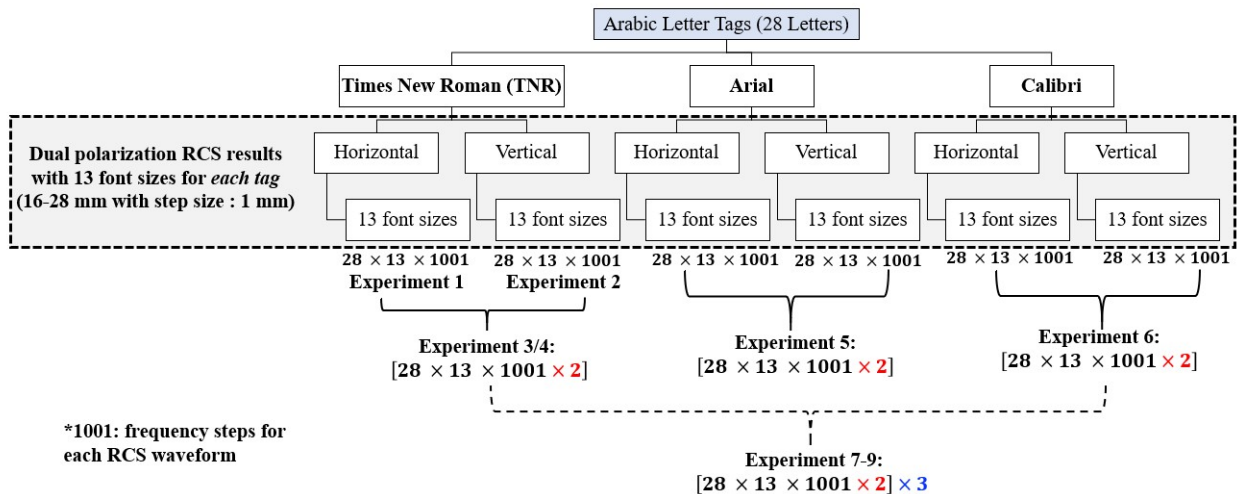 Arabic Letter Tags (28 Letters)
Times New Roman (TNR)
Arial
Calibri
Dual polarization RCS results
with 13 font sizes for each tag
(16-28 mm with step size : 1 mm)
Horizontal
Vertical
Horizontal
Vertical
Horizontal
Vertical
13 font sizes
13 font sizes
13 font sizes
13 font sizes
13 font sizes
13 font sizes
28 × 13 × 1001
28 × 13 × 1001
28 × 13 × 1001
28 × 13 × 1001
28 × 13 × 1001
28 × 13 × 1001
Experiment 1
Experiment 2
Experiment 3/4:
[28 × 13 × 1001 × 2]
Experiment 5:
[28 × 13 × 1001 × 2]
Experiment 6:
[28 × 13 × 1001 × 2]
*1001: frequency steps for
each RCS waveform
Experiment 7-9:
[28 × 13 × 1001 × 2] × 3